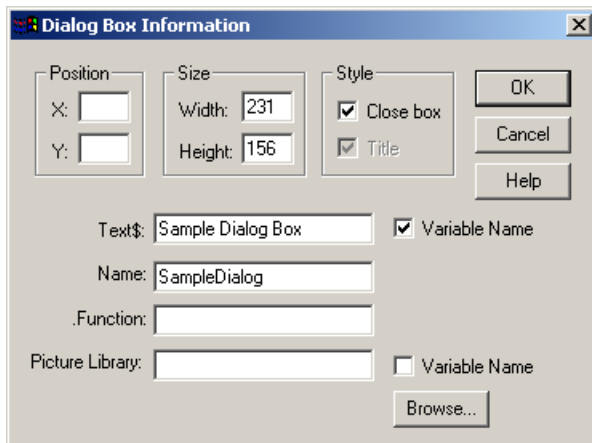 Dialog Box Information
Position
Size
Style
X:
Width: 231
Close box
OK
Y:
Height: 156
Title
Cancel
Help
Text$: Sample Dialog Box
Variable Name
Name: SampleDialog
.Function:
Picture Library:
Variable Name
Browse...